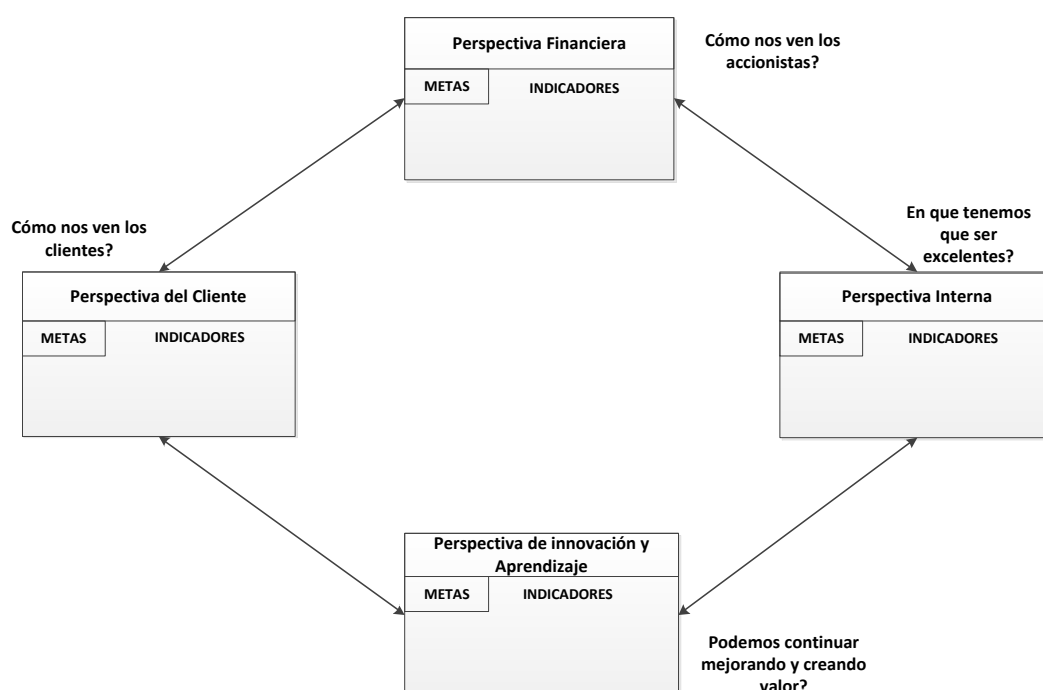 Perspectiva Financiera
Cómo nos ven los
accionistas?
METAS
INDICADORES
Cómo nos ven los
clientes?
En que tenemos
que ser
excelentes?
Perspectiva del Cliente
METAS
INDICADORES
Perspectiva Interna
METAS
INDICADORES
Perspectiva de innovación y
Aprendizaje
METAS
INDICADORES
Podemos continuar
mejorando y creando
valor?